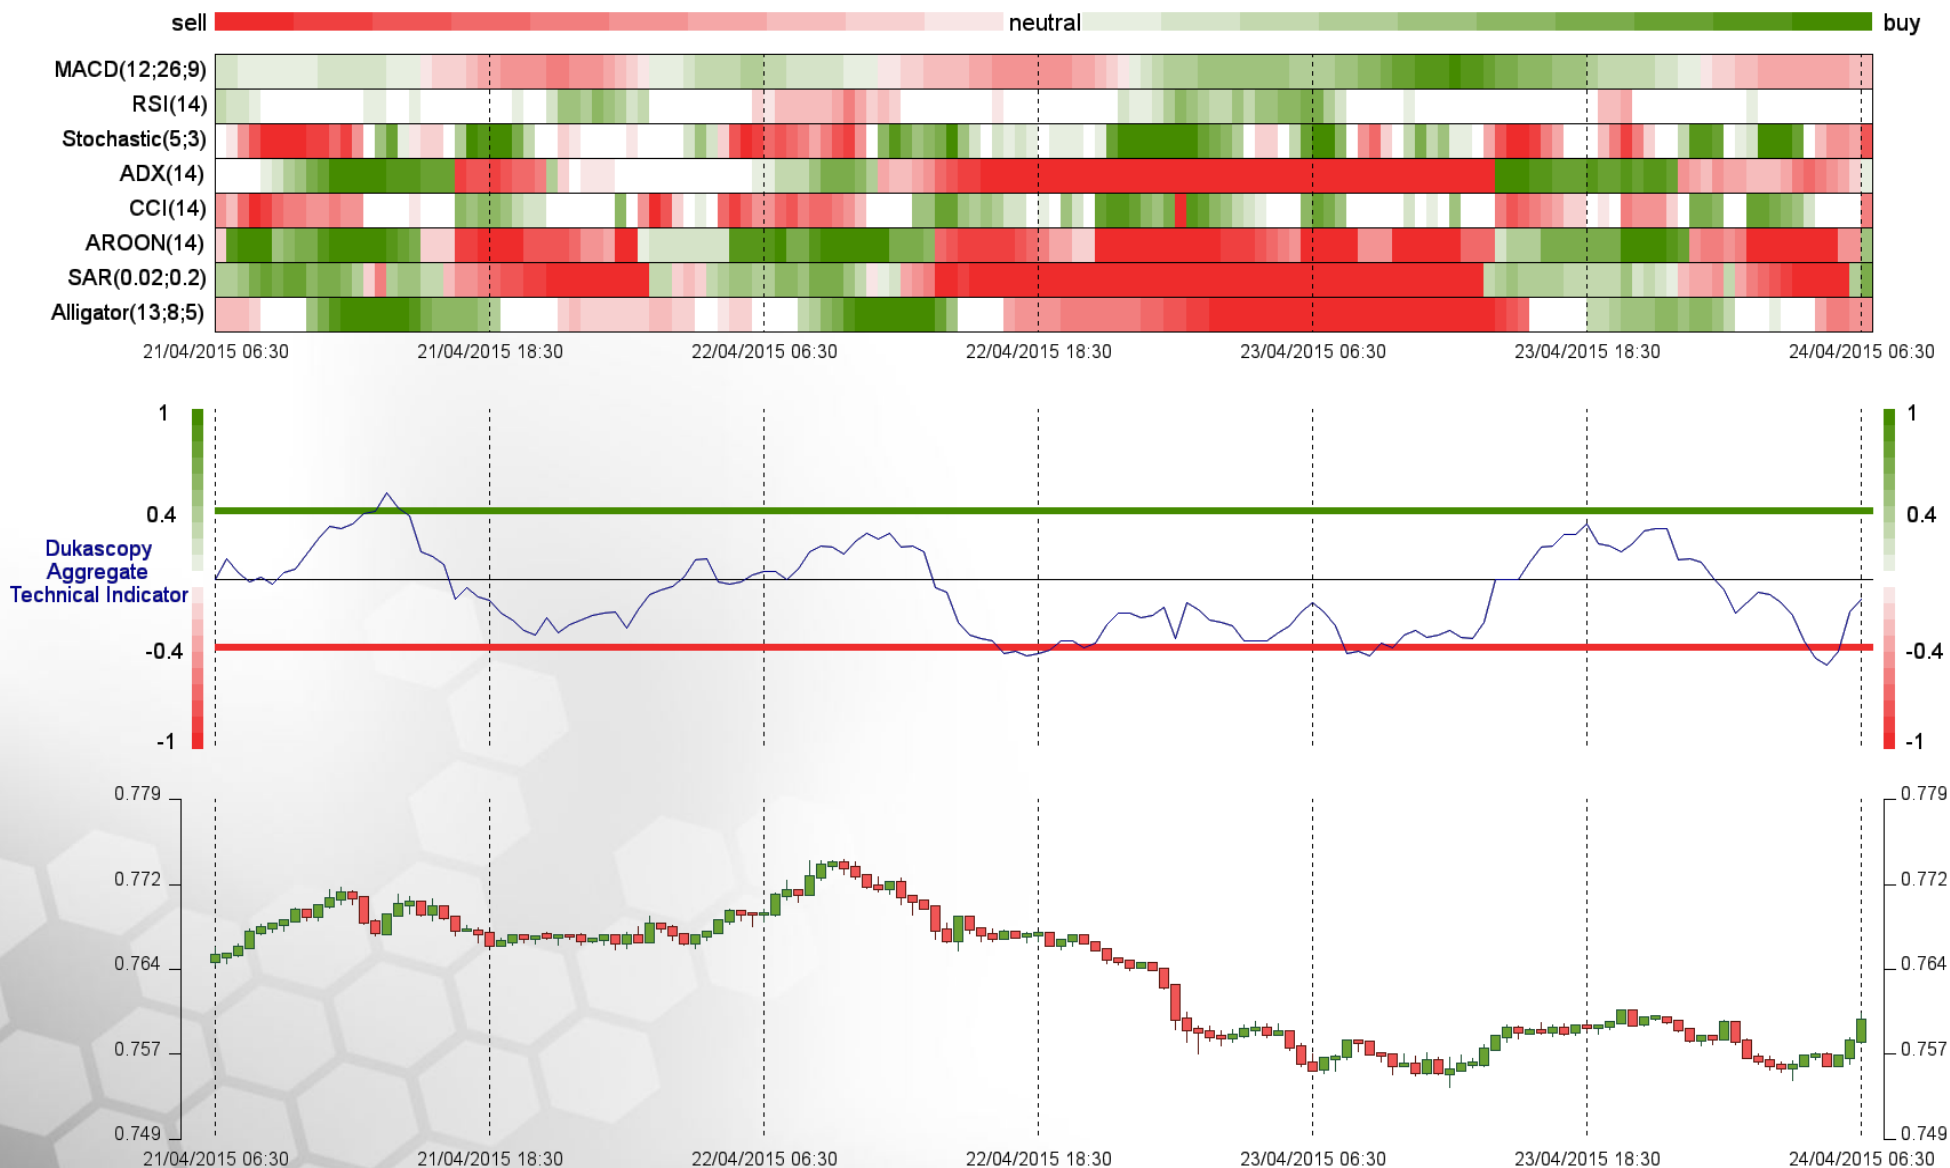 sell neutral buy
MACD(12;26;9)
RSI(14)
Stochastic(5;3)
ADX(14)
CCI(14)
AROON(14)
SAR(0.02;0.2)
Alligator(13;8;5)
21/04/2015 06:30 21/04/2015 18:30 22/04/2015 06:30 22/04/2015 18:30 23/04/2015 06:30 23/04/2015 18:30 24/04/2015 06:30
1 1
0.4 0.4
Dukascopy
Aggregate
Technical Indicator
-0.4 -0.4
-1 -1
0.779 0.779
0.772 0.772
0.764 0.764
0.757 0.757
0.749 0.749
21/04/2015 06:30 21/04/2015 18:30 22/04/2015 06:30 22/04/2015 18:30 23/04/2015 06:30 23/04/2015 18:30 24/04/2015 06:30